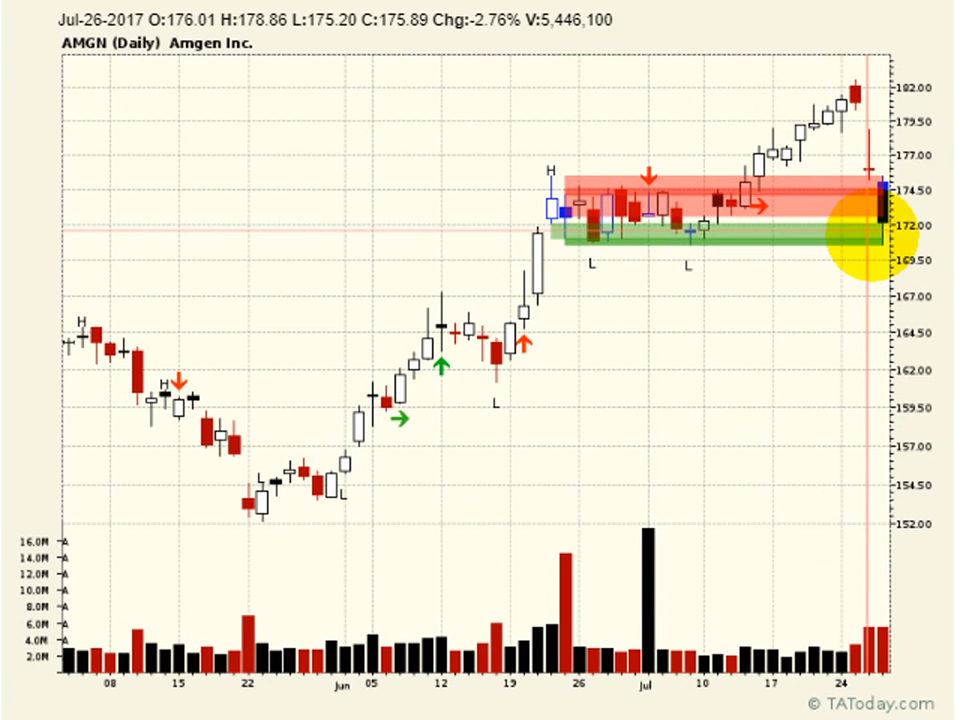 Jul-26-2017 O:176.01 H:178.86 L:175.20 C:175.89 Chg:-2.76% V:5,446,100
AMGN (Daily) Amgen Inc.
182.00
179.50
177.00
H
174.50
172.00
L
L
169.50
167.00
H
164.50
162.00
H
L
159.50
157.00
L
154.50
L
152.00
16.0M
14.0M
12.0M
10.0M
8.0M
6.0M
4.0M
2.0M
08 15 22 Jun 05 12 19 26 Jul 10 17 24
© TAToday.com